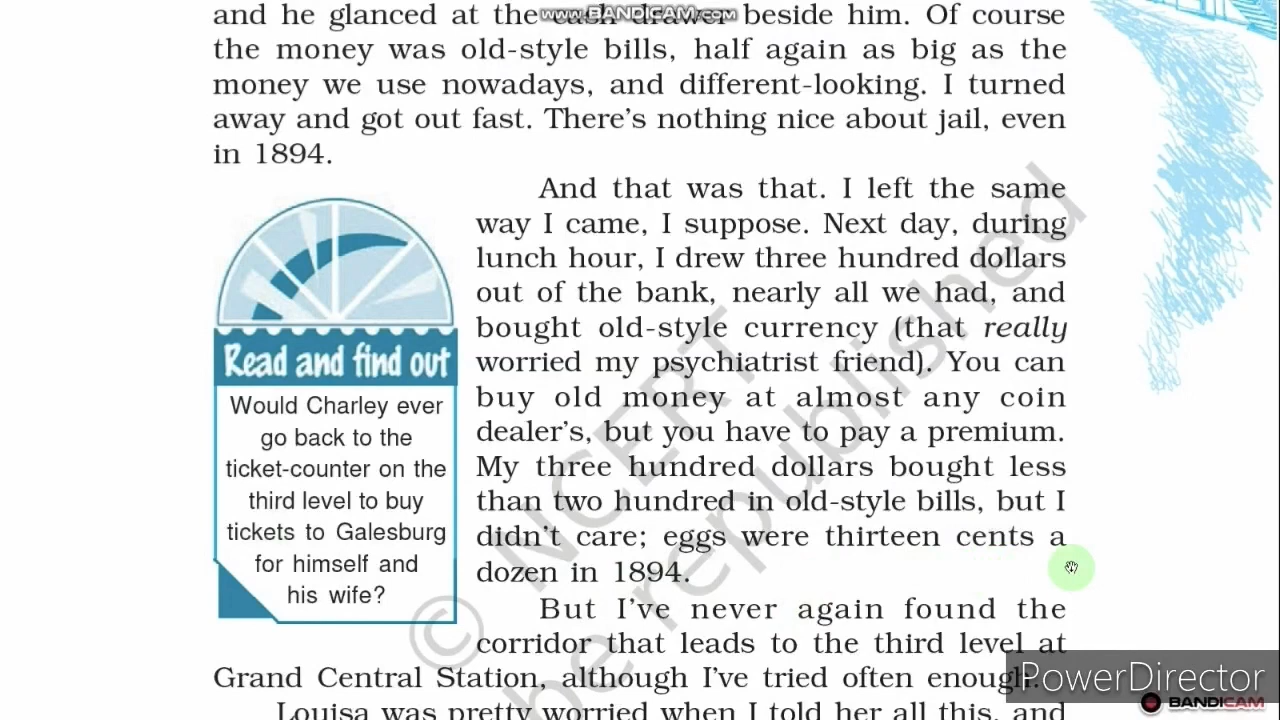 and he glanced at the cash drawer beside him. Of course
www.BANDICAM.com
the money was old-style bills, half again as big as the
money we use nowadays, and different-looking. I turned
away and got out fast. There's nothing nice about jail, even
in 1894.
And that was that. I left the same
way I came, I suppose. Next day, during
lunch hour, I drew three hundred dollars
out of the bank, nearly all we had, and
bought old-style currency (that really
worried my psychiatrist friend). You can
buy old money at almost any coin
dealer's, but you have to pay a premium.
My three hundred dollars bought less
than two hundred in old-style bills, but I
didn't care; eggs were thirteen cents a
dozen in 1894.
Read and find out
Would Charley ever
go back to the
ticket-counter on the
third level to buy
tickets to Galesburg
for himself and
his wife?
But I've never again found the
corridor that leads to the third level at
Grand Central Station, although I've tried often enough.
Louisa was pretty worried when I told her all this, and
© NCERT
be republished
PowerDirector
BANDICAM